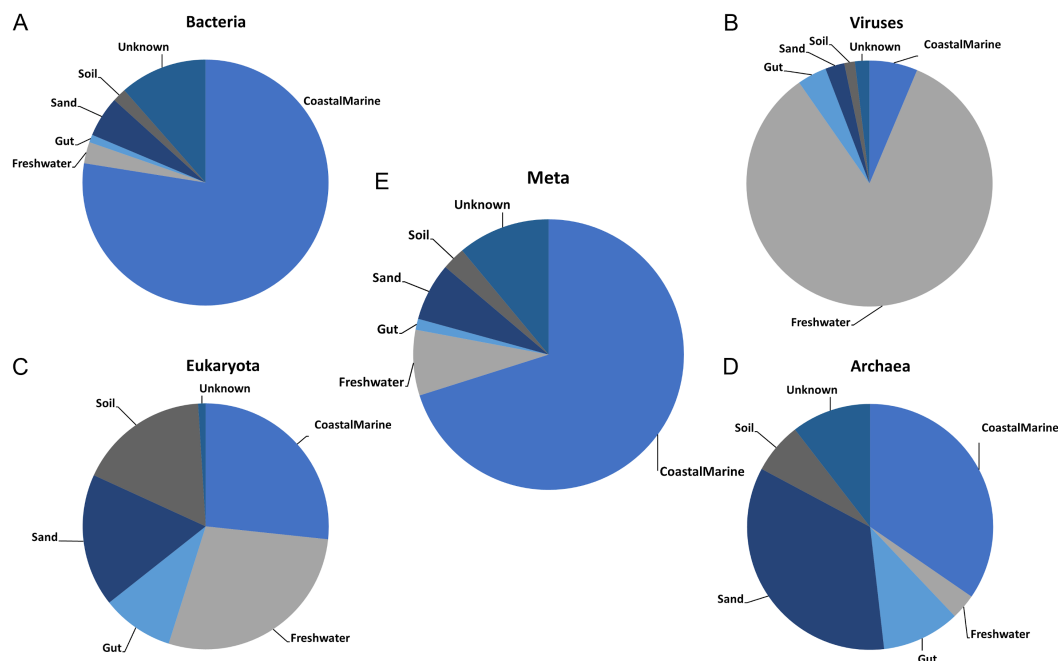 A
Bacteria
Unknown
Soil
Sand
Gut
Freshwater
CoastalMarine
B
Viruses
Unknown
Soil
Sand
Gut
CoastalMarine
Freshwater
E
Meta
Unknown
Soil
Sand
Gut
Freshwater
CoastalMarine
C
Eukaryota
Unknown
Soil
CoastalMarine
Sand
Gut
Freshwater
D
Archaea
Unknown
Soil
CoastalMarine
Sand
Freshwater
Gut